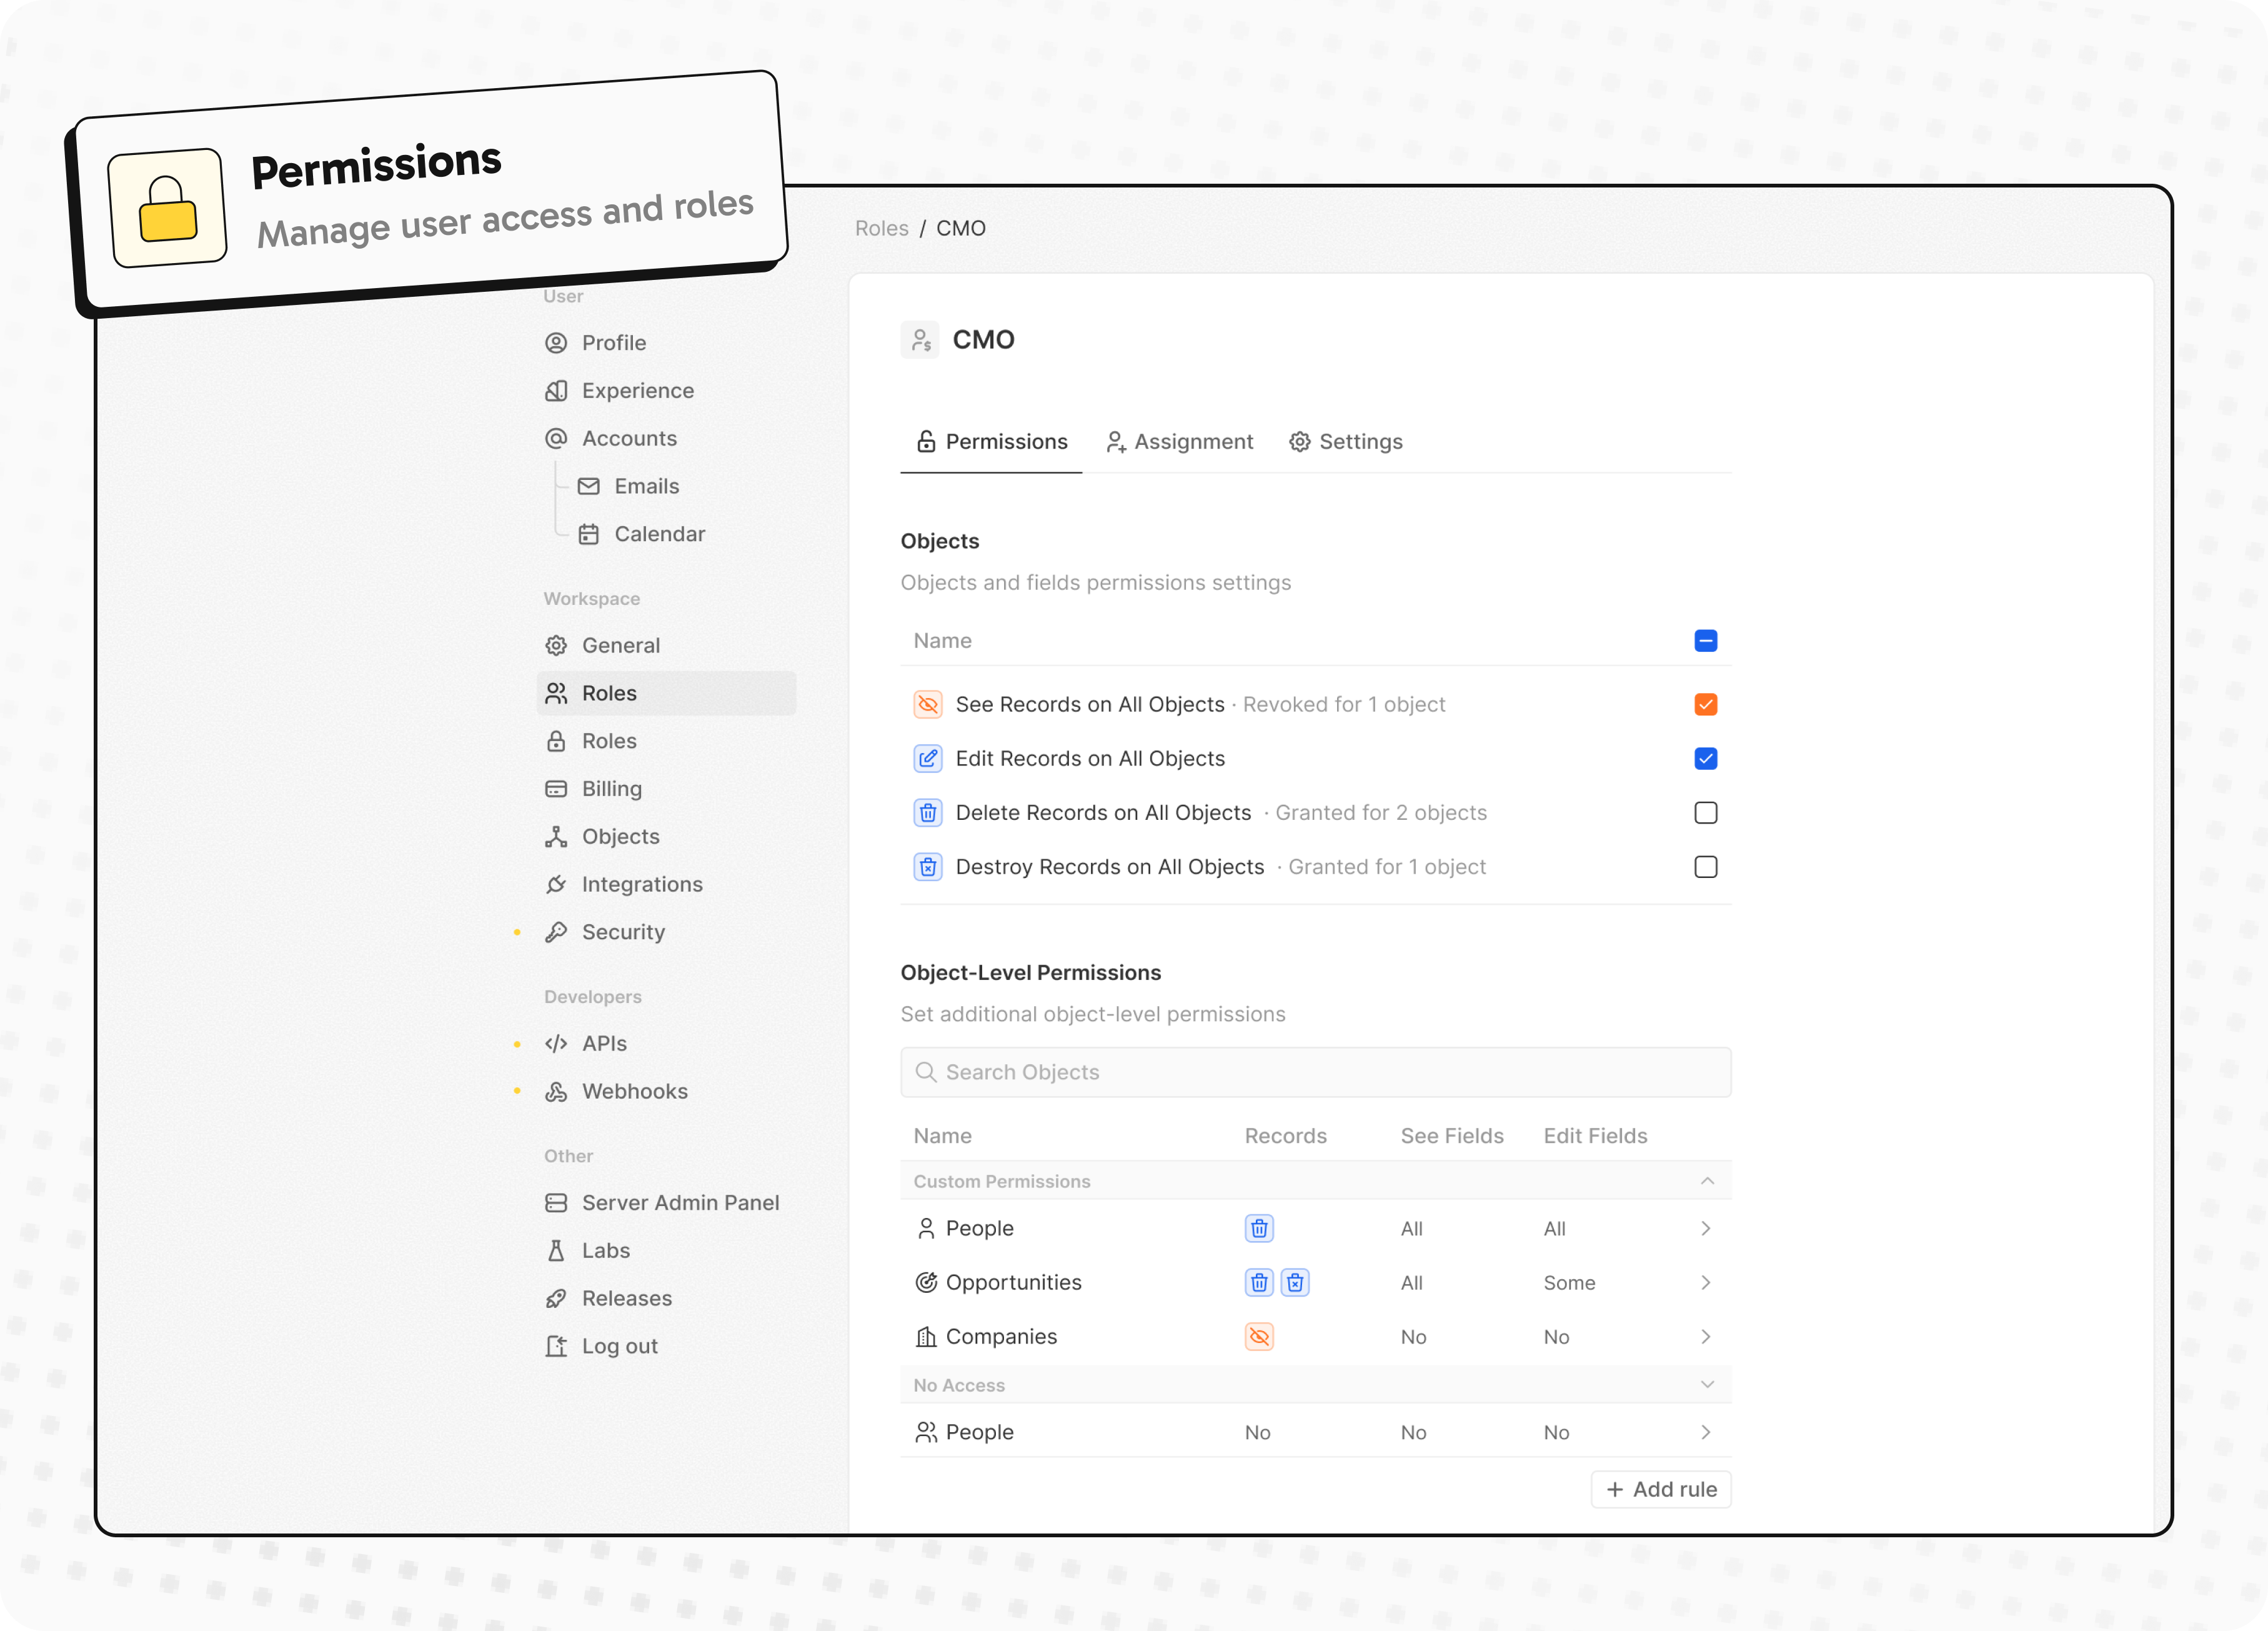 Permissions
Manage user access and roles
Roles / CMO
User
Profile
Experience
Accounts
Emails
Calendar
Workspace
General
Roles
Roles
Billing
Objects
Integrations
Security
Developers
APIs
Webhooks
Other
Server Admin Panel
Labs
Releases
Log out
CMO
Permissions Assignment Settings
Objects
Objects and fields permissions settings
Name
See Records on All Objects · Revoked for 1 object
Edit Records on All Objects
Delete Records on All Objects · Granted for 2 objects
Destroy Records on All Objects · Granted for 1 object
Object-Level Permissions
Set additional object-level permissions
Search Objects
Name Records See Fields Edit Fields
Custom Permissions
People All All
Opportunities All Some
Companies No No
No Access
People No No No
+ Add rule